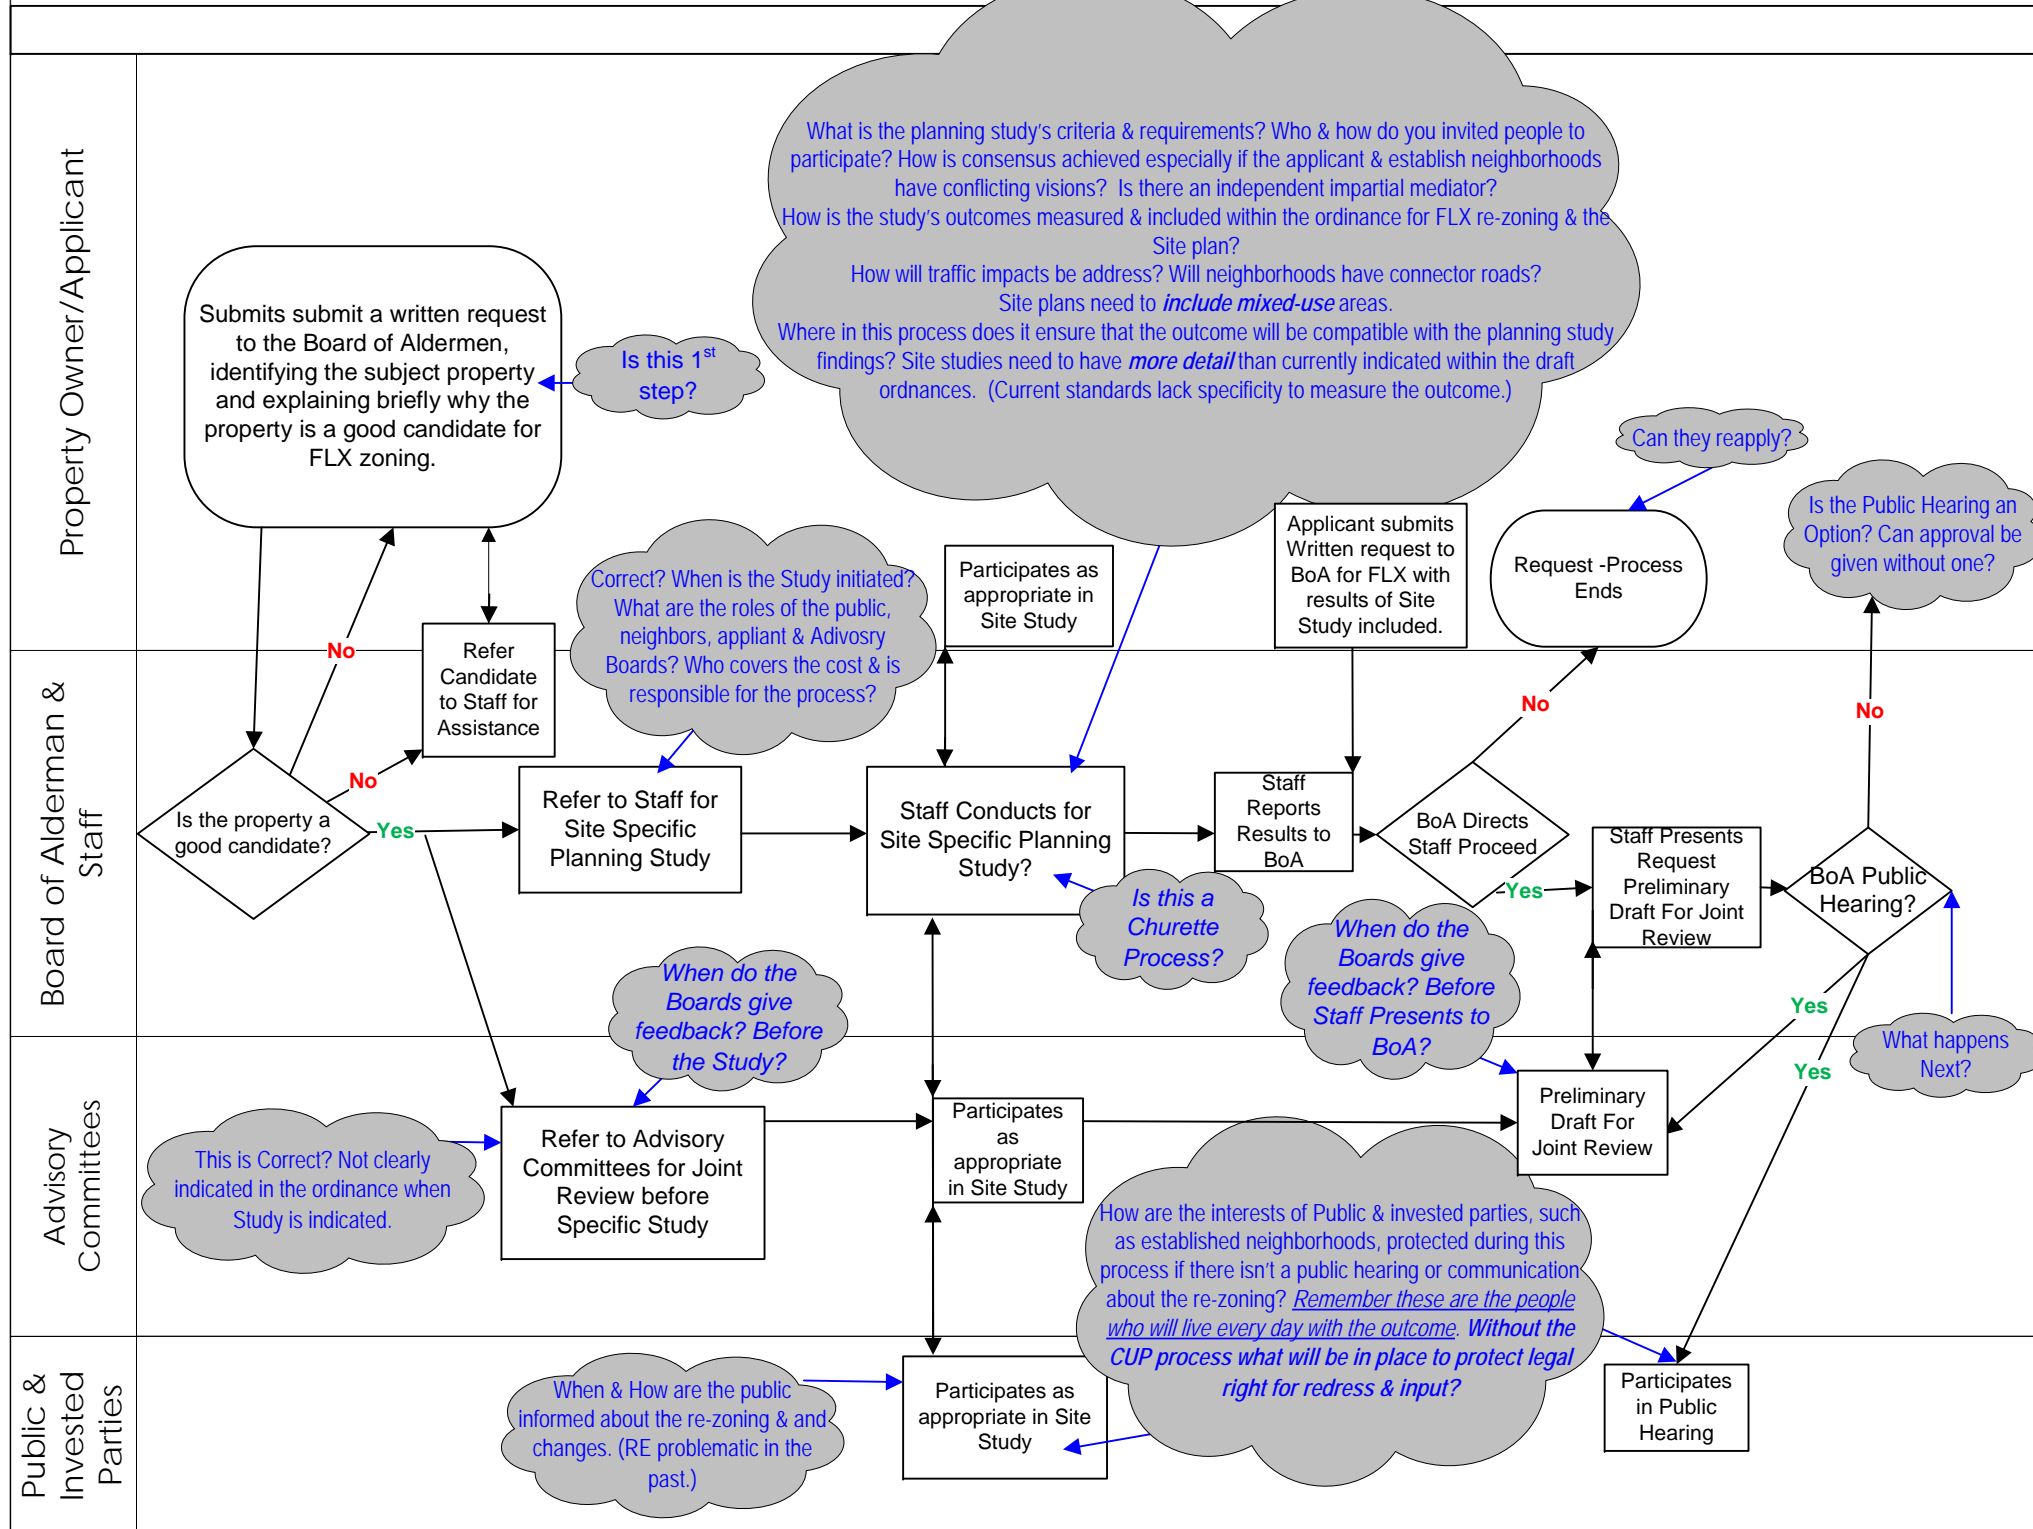 Property Owner/Applicant
Submits submit a written request
to the Board of Aldermen,
identifying the subject property
and explaining briefly why the
property is a good candidate for
FLX zoning.
Is this 1st
step?
What is the planning study's criteria & requirements? Who & how do you invited people to
participate? How is consensus achieved especially if the applicant & establish neighborhoods
have conflicting visions? Is there an independent impartial mediator?
How is the study's outcomes measured & included within the ordinance for FLX re-zoning & the
Site plan?
How will traffic impacts be address? Will neighborhoods have connector roads?
Site plans need to include mixed-use areas.
Where in this process does it ensure that the outcome will be compatible with the planning study
findings? Site studies need to have more detail than currently indicated within the draft
ordnances. (Current standards lack specificity to measure the outcome.)
Can they reapply?
Is the Public Hearing an
Option? Can approval be
given without one?
Correct? When is the Study initiated?
What are the roles of the public,
neighbors, appliant & Adivosry
Boards? Who covers the cost & is
responsible for the process?
Participates as
appropriate in
Site Study
Applicant submits
Written request to
BoA for FLX with
results of Site
Study included.
Request -Process
Ends
Board of Alderman &
Staff
No
Refer
Candidate
to Staff for
Assistance
No
Is the property a
good candidate?
Yes
Refer to Staff for
Site Specific
Planning Study
Staff Conducts for
Site Specific Planning
Study?
Staff
Reports
Results to
BoA
No
BoA Directs
Staff Proceed
Yes
Staff Presents
Request
Preliminary
Draft For Joint
Review
No
BoA Public
Hearing?
Is this a
Churette
Process?
When do the
Boards give
feedback? Before
the Study?
When do the
Boards give
feedback? Before
Staff Presents to
BoA?
Yes
Yes
What happens
Next?
Advisory
Committees
This is Correct? Not clearly
indicated in the ordinance when
Study is indicated.
Refer to Advisory
Committees for Joint
Review before
Specific Study
Participates
as
appropriate
in Site Study
Preliminary
Draft For
Joint Review
How are the interests of Public & invested parties, such
as established neighborhoods, protected during this
process if there isn't a public hearing or communication
about the re-zoning? Remember these are the people
who will live every day with the outcome. Without the
CUP process what will be in place to protect legal
right for redress & input?
Public &
Invested
Parties
When & How are the public
informed about the re-zoning & and
changes. (RE problematic in the
past.)
Participates as
appropriate in Site
Study
Participates
in Public
Hearing